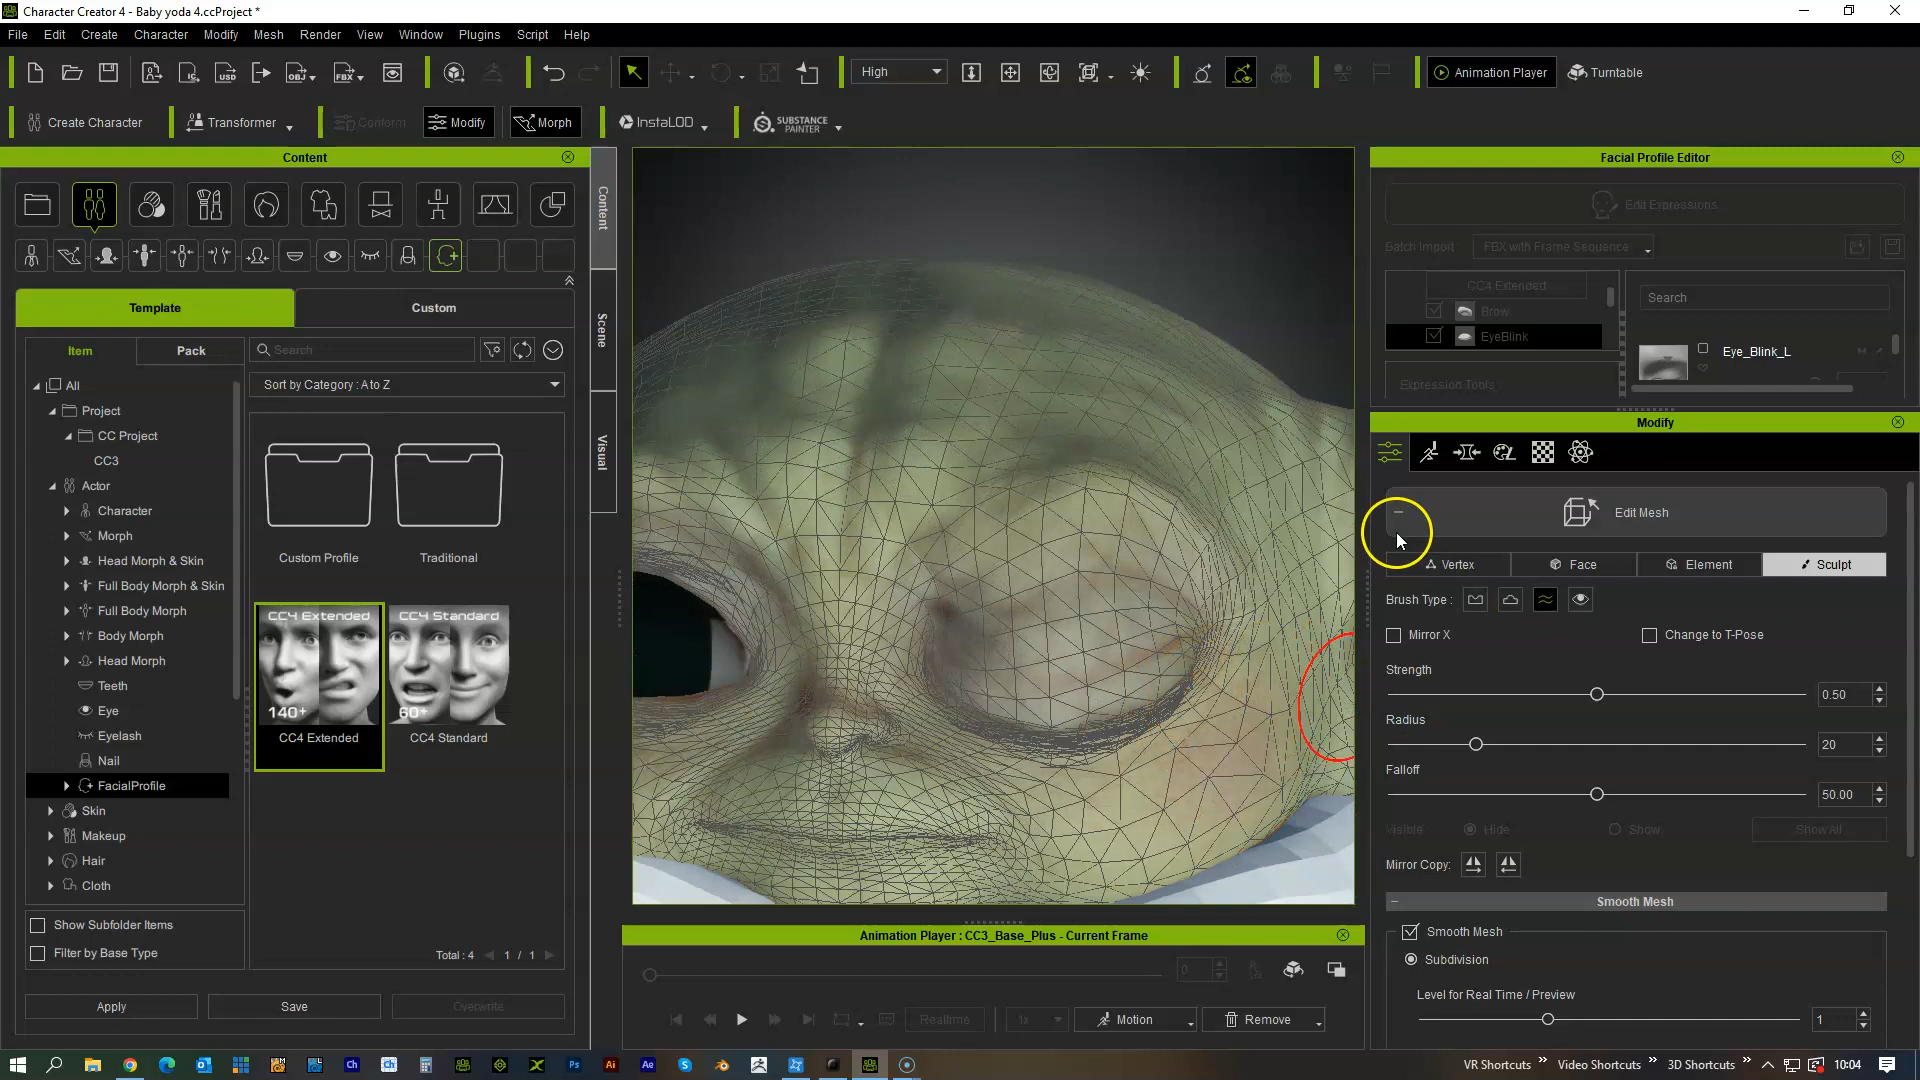 Character Creator 4 - Baby yoda 4.ccProject *
File Edit Create Character Modify Mesh Render View Window Plugins Script Help
USD OBJ FBX High Animation Player Turntable
Create Character Transformer Conform Modify Morph InstaLOD SUBSTANCE PAINTER
Content
Template Custom
Item Pack Search
Sort by Category : A to Z
All
Project
CC Project
CC3
Actor
Character
Morph
Head Morph & Skin
Full Body Morph & Skin
Full Body Morph
Body Morph
Head Morph
Teeth
Eye
Eyelash
Nail
FacialProfile
Skin
Makeup
Hair
Cloth
Custom Profile Traditional
CC4 Extended CC4 Standard
140+ 60+
CC4 Extended CC4 Standard
Show Subfolder Items
Filter by Base Type
Total : 4 1 / 1
Apply Save Overwrite
Content
Scene
Visual
Animation Player : CC3_Base_Plus - Current Frame
0
Realtime 1x Motion Remove
Facial Profile Editor
Edit Expressions
Batch Import FBX with Frame Sequence
CC4 Extended
Brow
EyeBlink
Search
Eye_Blink_L
Expression Tools
Modify
Edit Mesh
Vertex Face Element Sculpt
Brush Type :
Mirror X Change to T-Pose
Strength
0.50
Radius
20
Falloff
50.00
Visible Hide Show Show All
Mirror Copy:
Smooth Mesh
Smooth Mesh
Subdivision
Level for Real Time / Preview
1
VR Shortcuts Video Shortcuts 3D Shortcuts 10:04